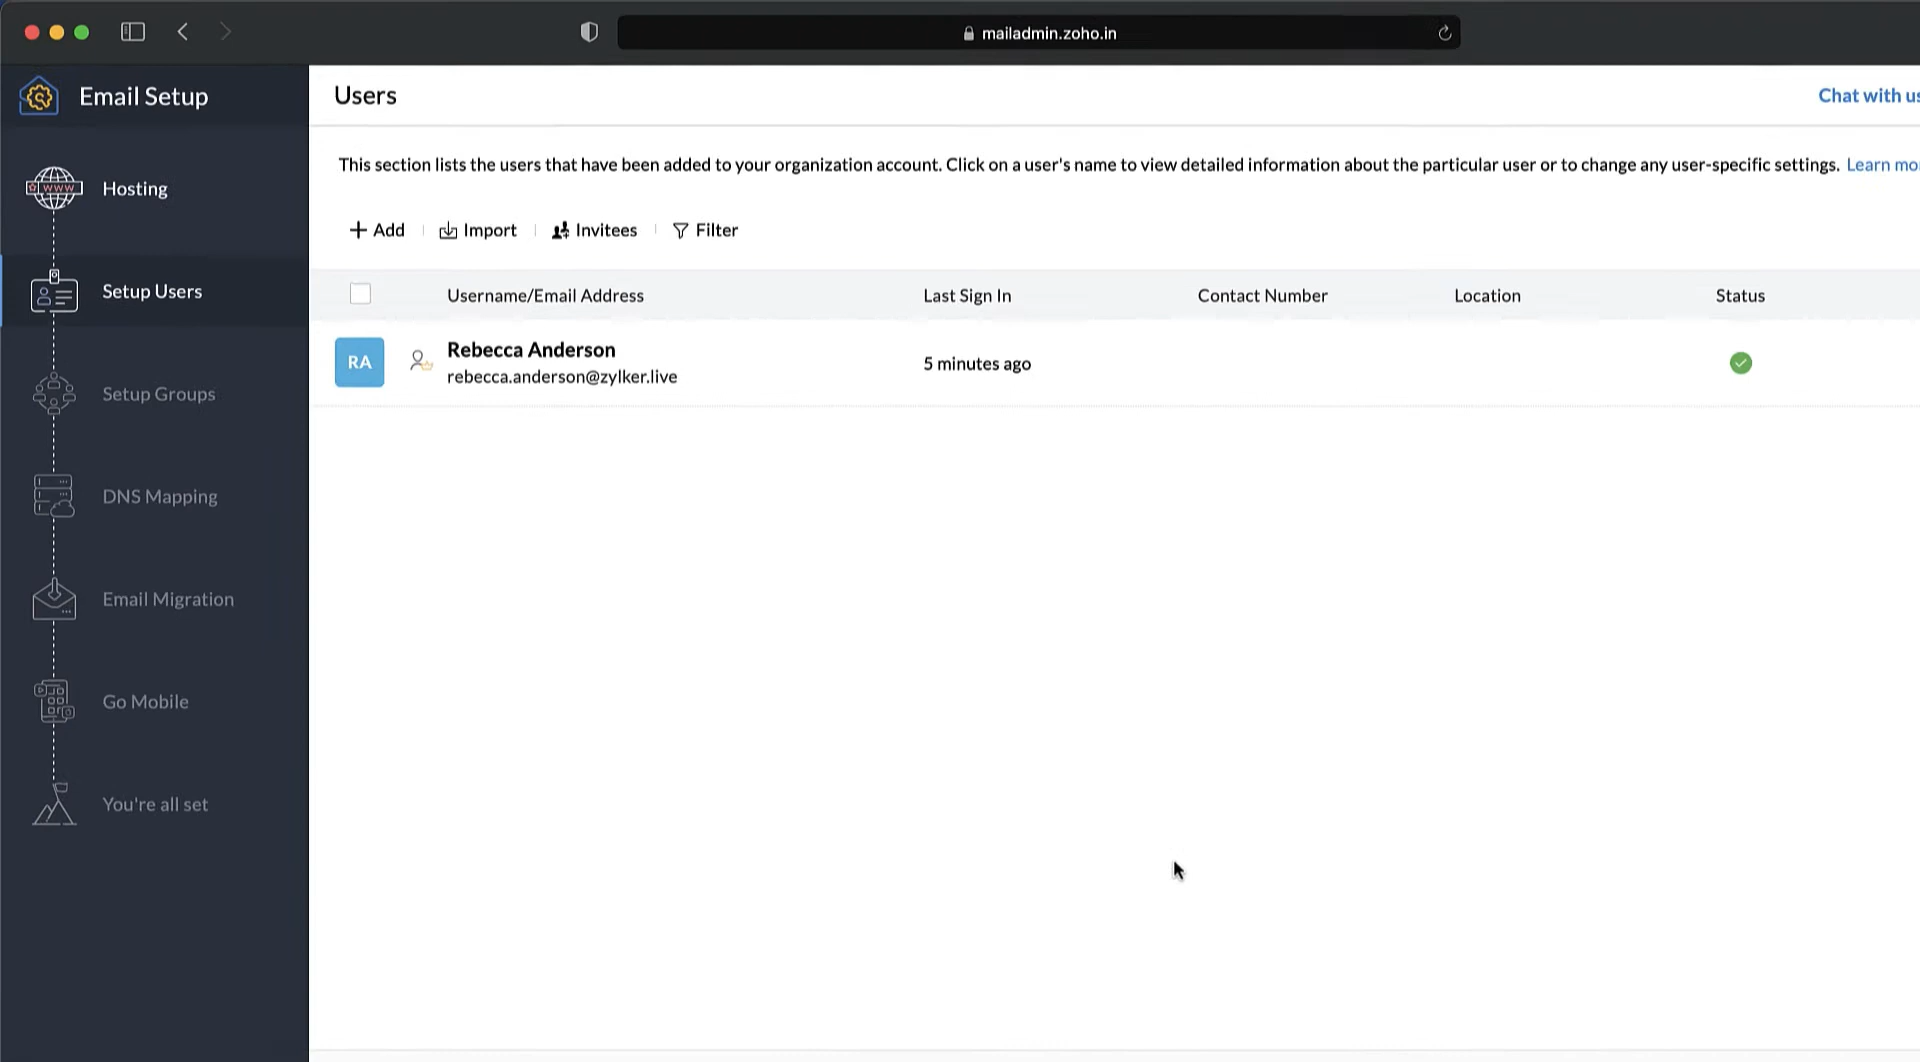 mailadmin.zoho.in
Email Setup
Users
Chat with us
This section lists the users that have been added to your organization account. Click on a user's name to view detailed information about the particular user or to change any user-specific settings. Learn mo
WWW
Hosting
Add
Import
Invitees
Filter
Setup Users
Username/Email Address
Last Sign In
Contact Number
Location
Status
RA
Rebecca Anderson
rebecca.anderson@zylker.live
5 minutes ago
Setup Groups
DNS Mapping
Email Migration
Go Mobile
You're all set